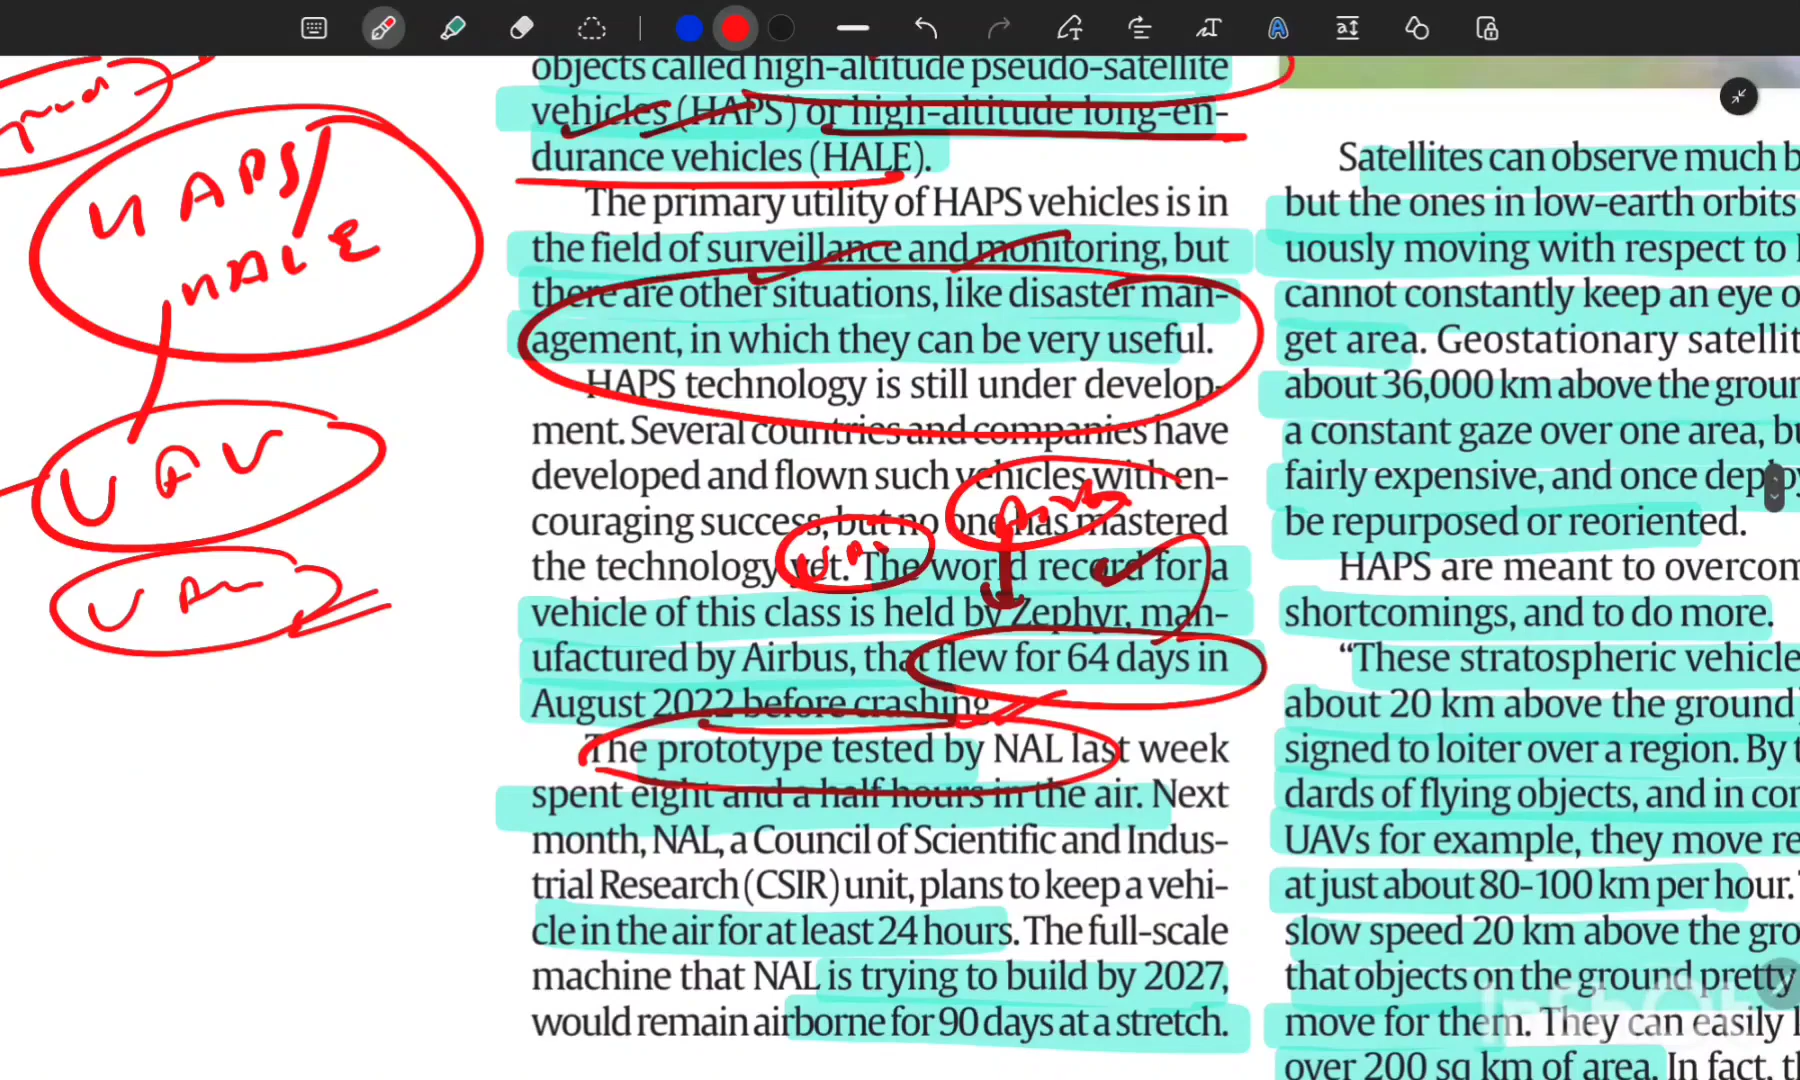 HAPS/
HALE
UAV
objects called high-altitude pseudo-satellite
vehicles (HAPS) or high-altitude long-en-
durance vehicles (HALE).
The primary utility of HAPS vehicles is in
the field of surveillance and monitoring, but
there are other situations, like disaster man-
agement, in which they can be very useful.
HAPS technology is still under develop-
ment. Several countries and companies have
developed and flown such vehicles with en-
couraging success, but no one has mastered
the technology yet. The world record for a
vehicle of this class is held by Zephyr, man-
ufactured by Airbus, that flew for 64 days in
August 2022 before crashing.
The prototype tested by NAL last week
spent eight and a half hours in the air. Next
month, NAL, a Council of Scientific and Indus-
trial Research (CSIR) unit, plans to keep a vehi-
cle in the air for at least 24 hours. The full-scale
machine that NAL is trying to build by 2027,
would remain airborne for 90 days at a stretch.
Satellites can observe much b
but the ones in low-earth orbits
uously moving with respect to
cannot constantly keep an eye o
get area. Geostationary satellit
about 36,000 km above the groun
a constant gaze over one area, bu
fairly expensive, and once deploy
be repurposed or reoriented.
HAPS are meant to overcom
shortcomings, and to do more.
“These stratospheric vehicle
about 20 km above the ground
signed to loiter over a region. By t
dards of flying objects, and in con
UAVs for example, they move re
at just about 80-100 km per hour.
slow speed 20 km above the gro
that objects on the ground pretty
move for them. They can easily l
over 200 sq km of area. In fact, th